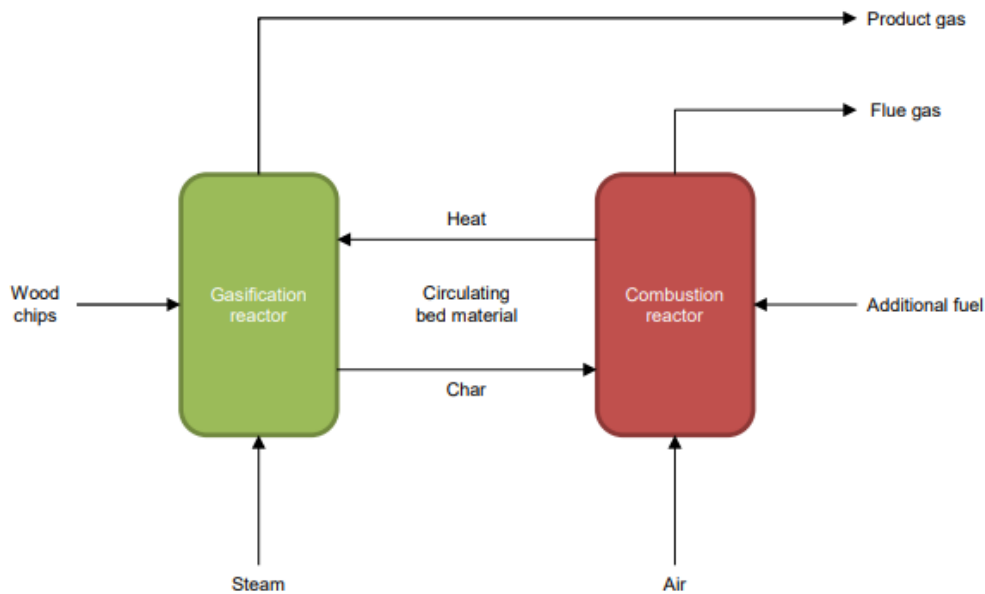 Product gas
Flue gas
Heat
Wood
chips
Gasification
reactor
Circulating
bed material
Combustion
reactor
Additional fuel
Char
Steam
Air